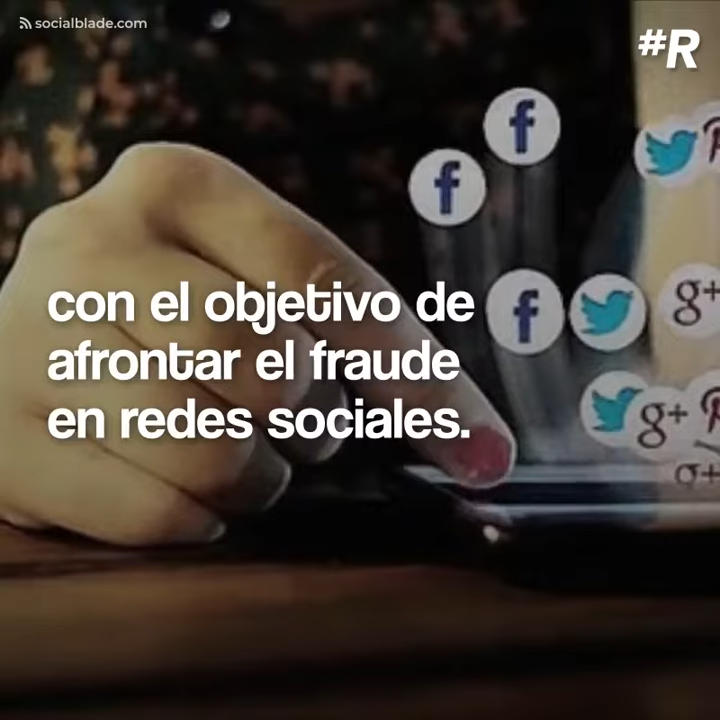 socialblade.com
#R
con el objetivo de
afrontar el fraude
en redes sociales.
f
f
f
g+
g+
g+